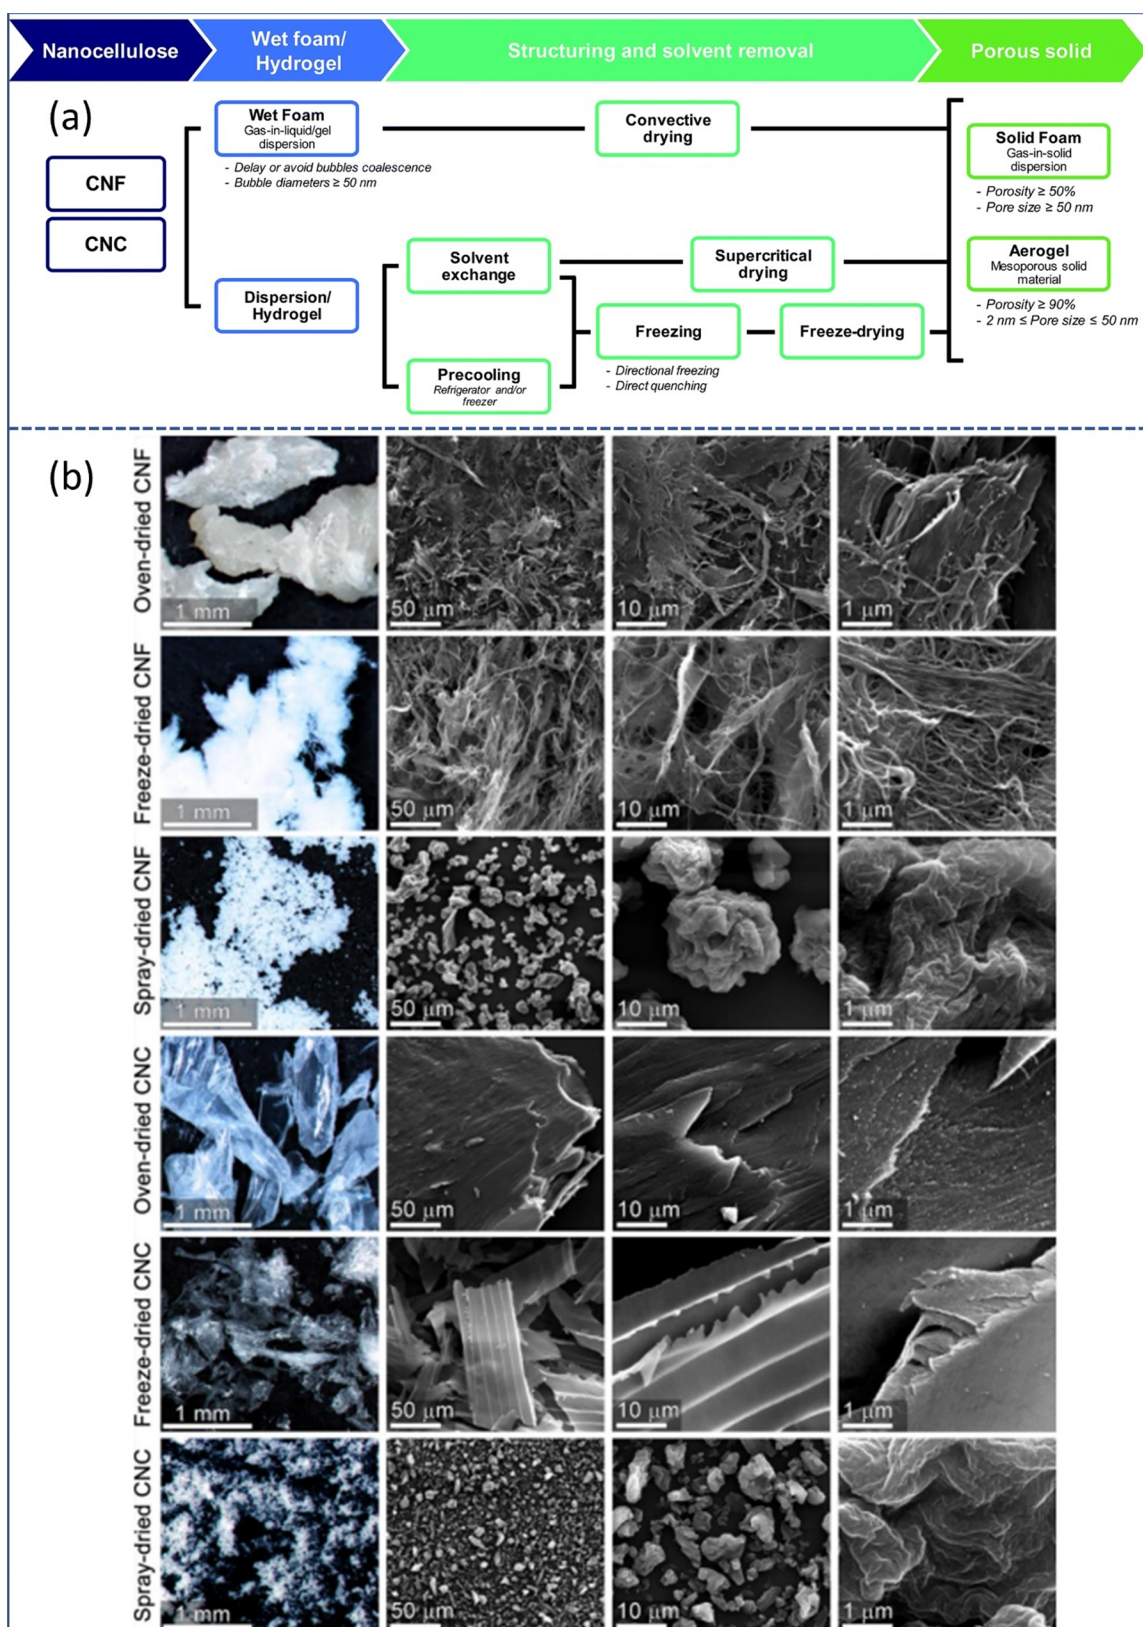 Nanocellulose
Wet foam/
Hydrogel
Structuring and solvent removal
Porous solid
(a)
CNF
CNC
Wet Foam
Gas-in-liquid/gel
dispersion
- Delay or avoid bubbles coalescence
- Bubble diameters ≥ 50 nm
Convective
drying
Solid Foam
Gas-in-solid
dispersion
- Porosity ≥ 50%
- Pore size ≥ 50 nm
Dispersion/
Hydrogel
Solvent
exchange
Supercritical
drying
Aerogel
Mesoporous solid
material
- Porosity ≥ 90%
- 2 nm ≤ Pore size ≤ 50 nm
Precooling
Refrigerator and/or
freezer
Freezing
- Directional freezing
- Direct quenching
Freeze-drying
(b)
Oven-dried CNF
1 mm
50 μm
10 μm
1 μm
Freeze-dried CNF
1 mm
50 μm
10 μm
1 μm
Spray-dried CNF
1 mm
50 μm
10 μm
1 μm
Oven-dried CNC
1 mm
50 μm
10 μm
1 μm
Freeze-dried CNC
1 mm
50 μm
10 μm
1 μm
Spray-dried CNC
1 mm
50 μm
10 μm
1 μm